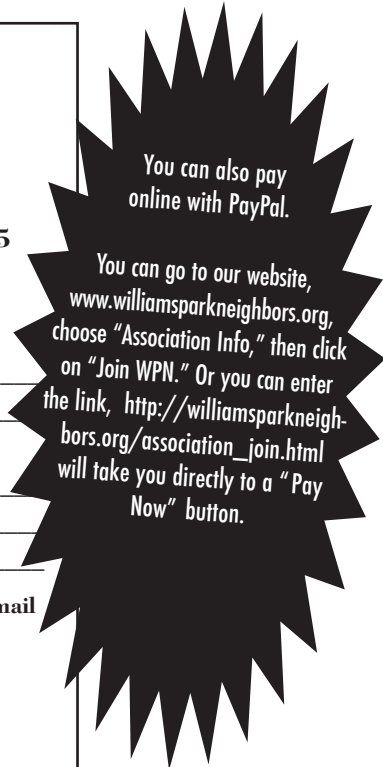 You can also pay
online with PayPal.
5
You can go to our website,
www.williamsparkneighbors.org,
choose “Association Info,” then click
on “Join WPN.” Or you can enter
the link, http://williamsparkneigh-
bors.org/association_join.html
will take you directly to a “Pay
Now” button.